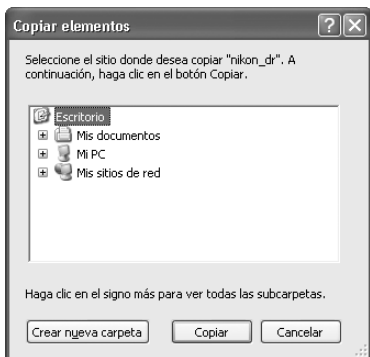 Copiar elementos
Seleccione el sitio donde desea copiar "nikon_dr". A
continuación, haga clic en el botón Copiar.
Escritorio
Mis documentos
Mi PC
Mis sitios de red
Haga clic en el signo más para ver todas las subcarpetas.
Crear nueva carpeta Copiar Cancelar